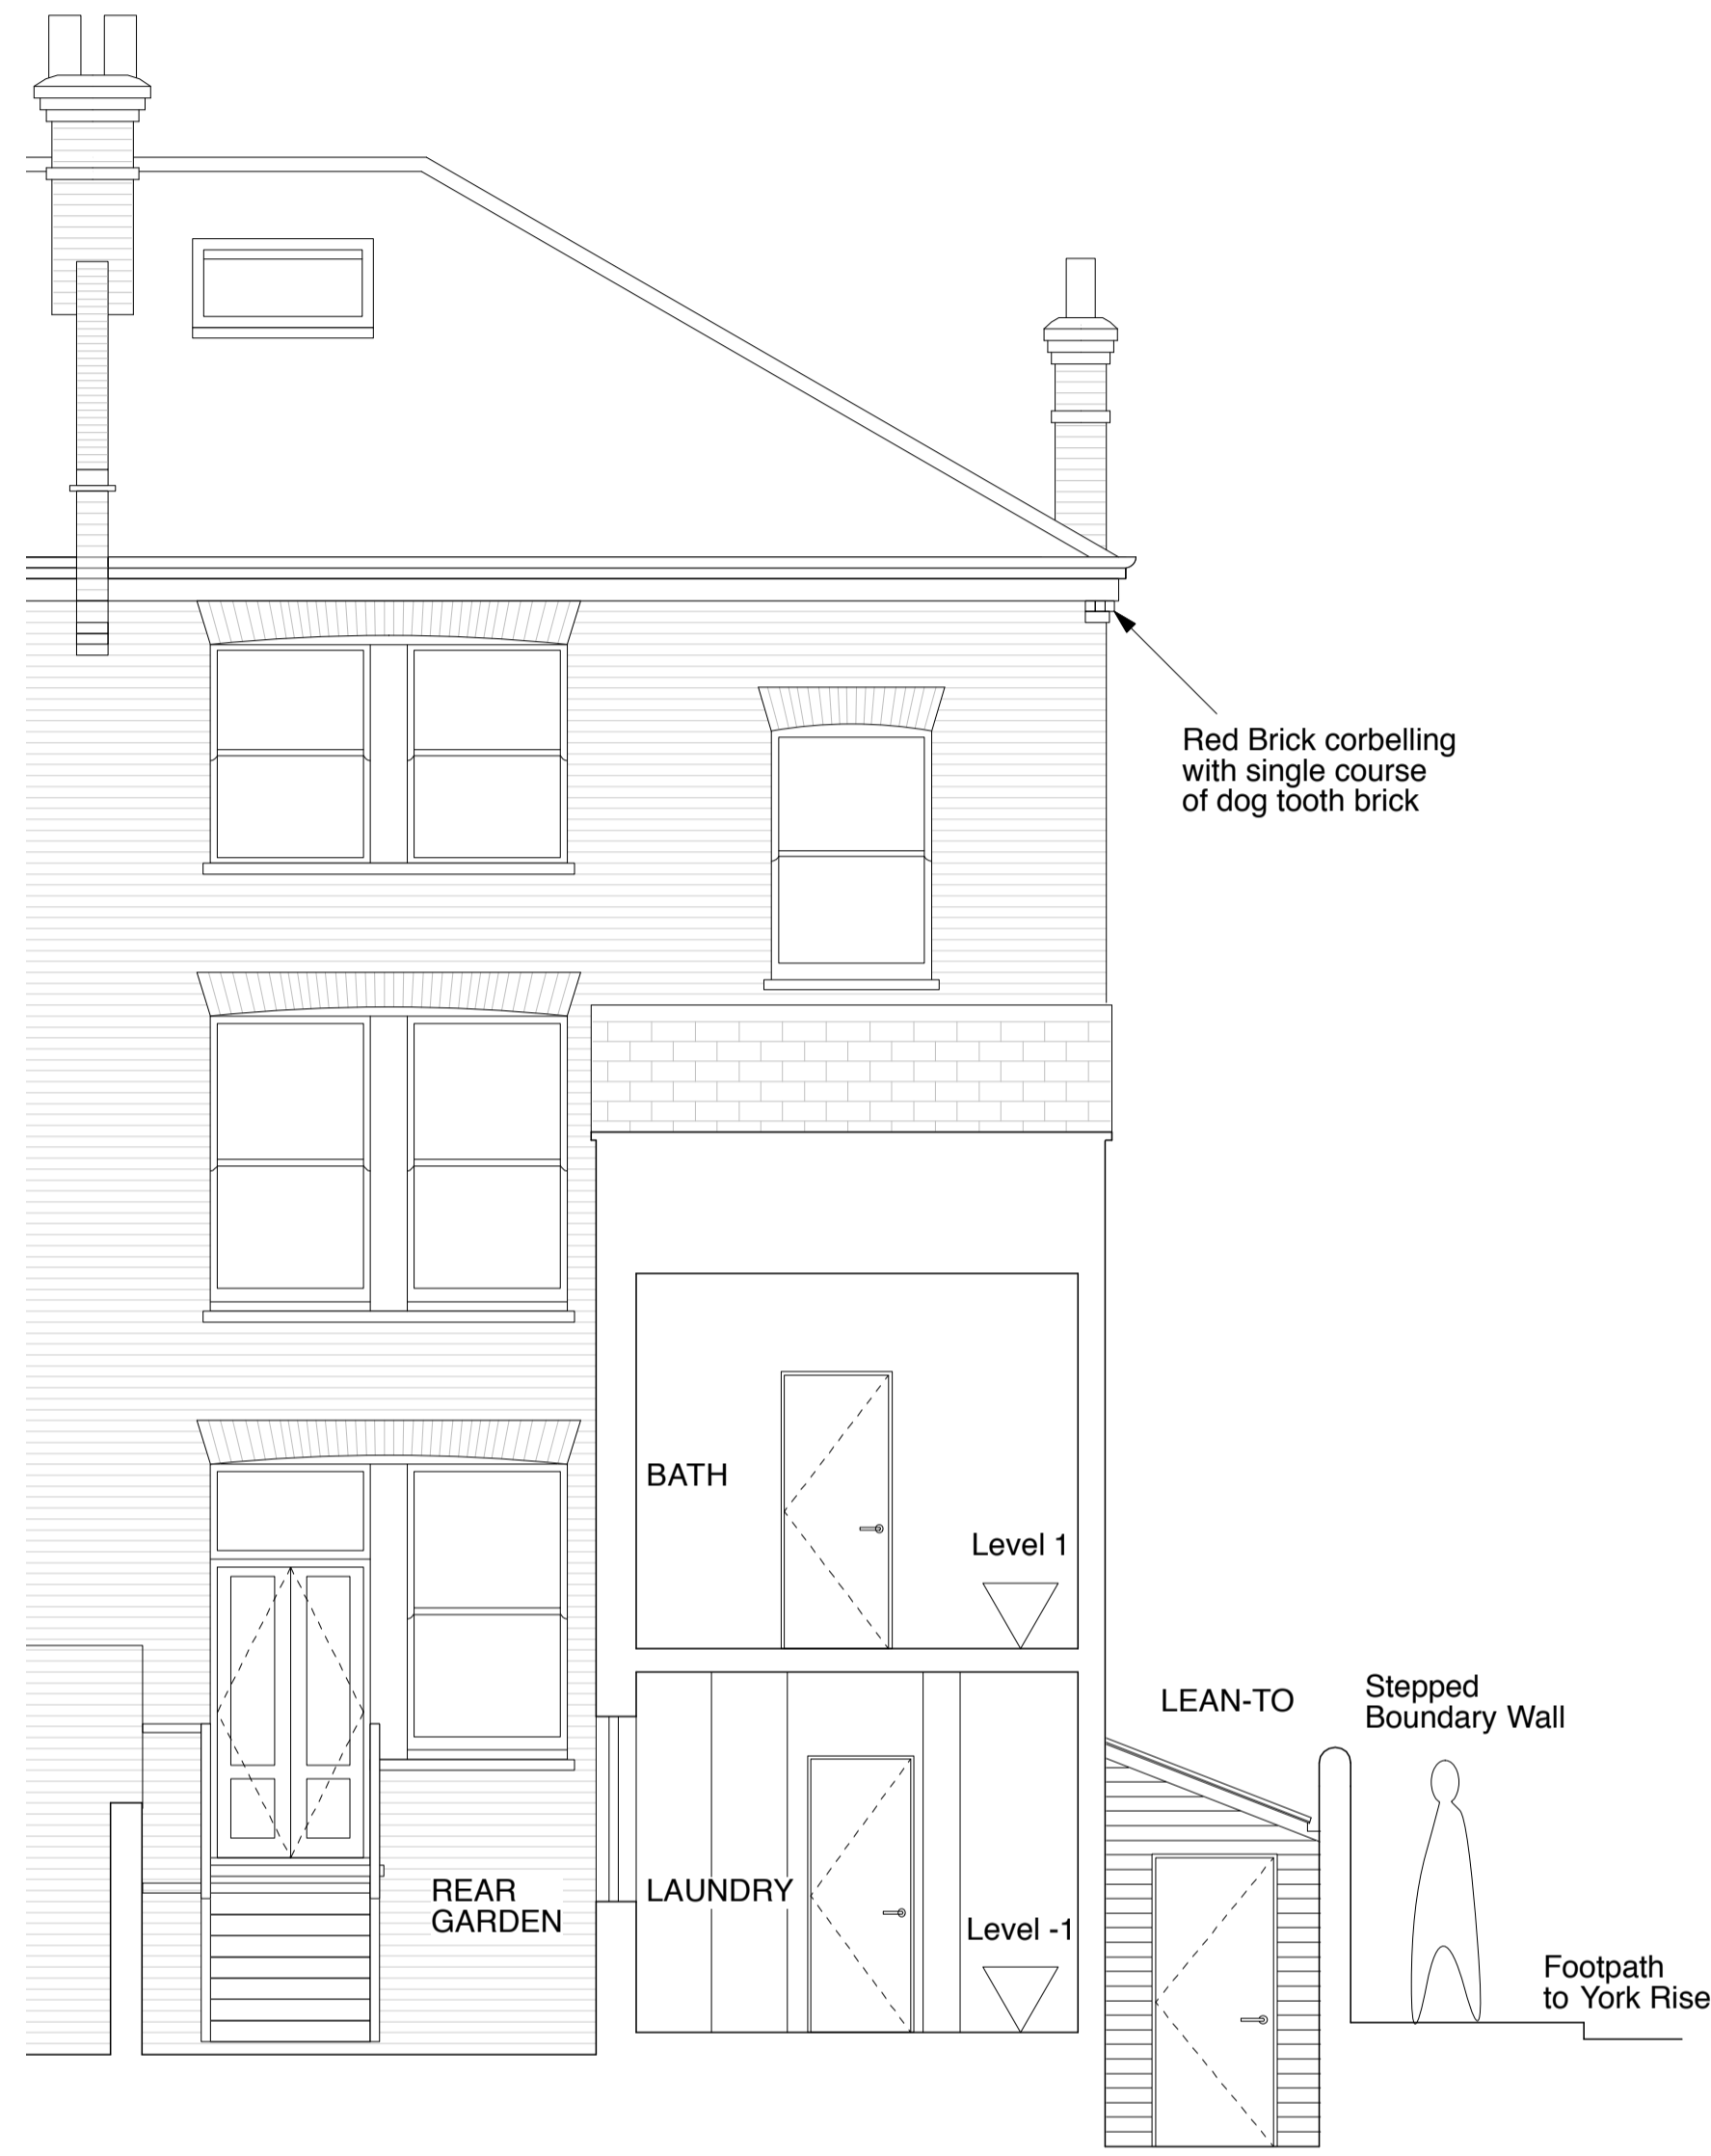 Red Brick corbelling
with single course
of dog tooth brick
BATH
Level 1
LEAN-TO
Stepped
Boundary Wall
REAR
GARDEN
LAUNDRY
Level -1
Footpath
to York Rise